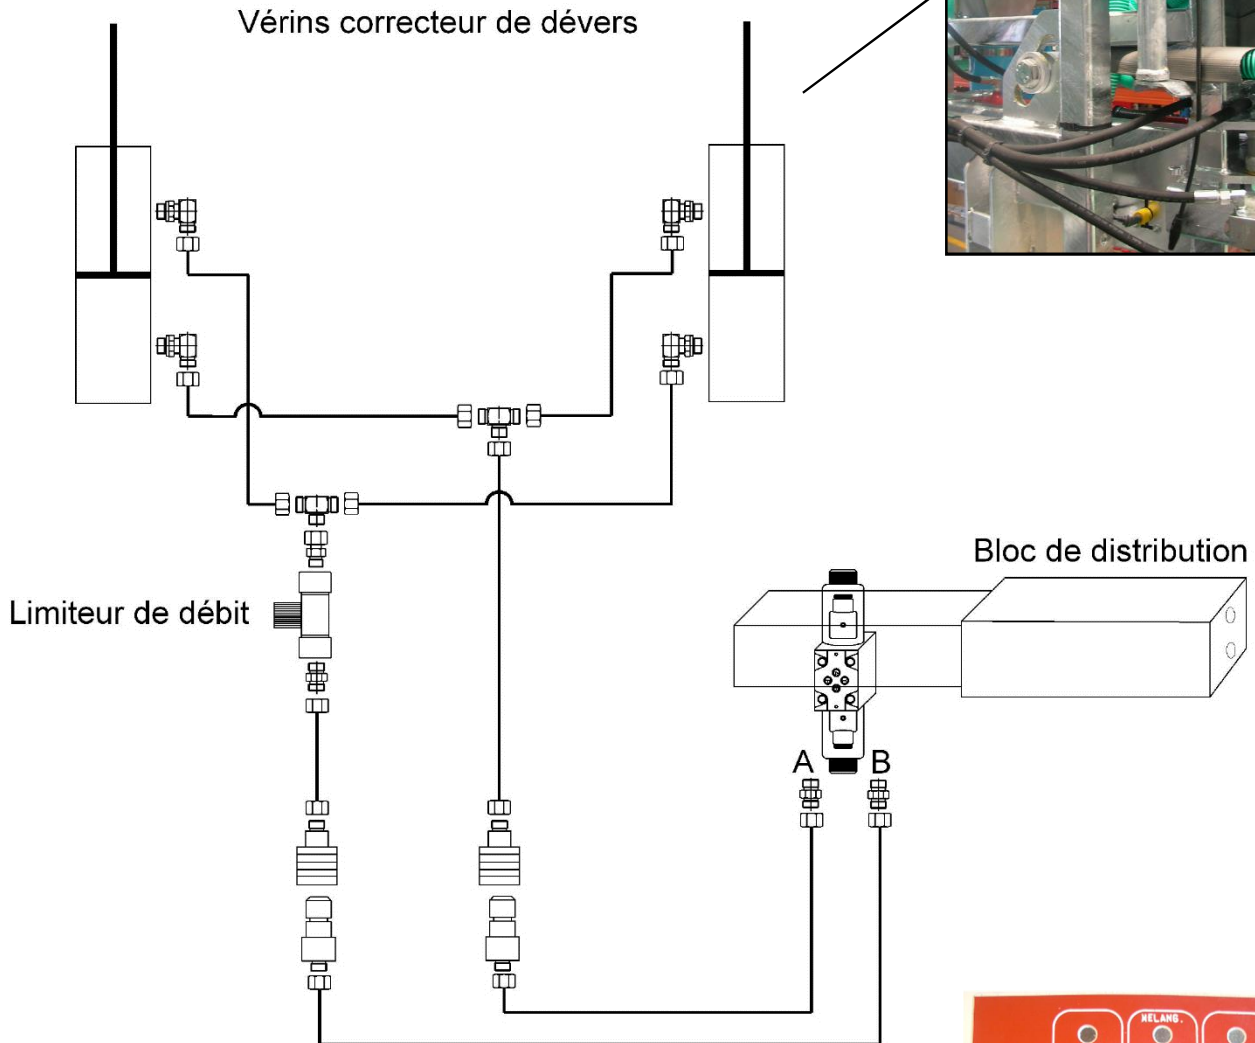 Vérins correcteur de dévers
Bloc de distribution
Limiteur de débit
A B
MELANG.